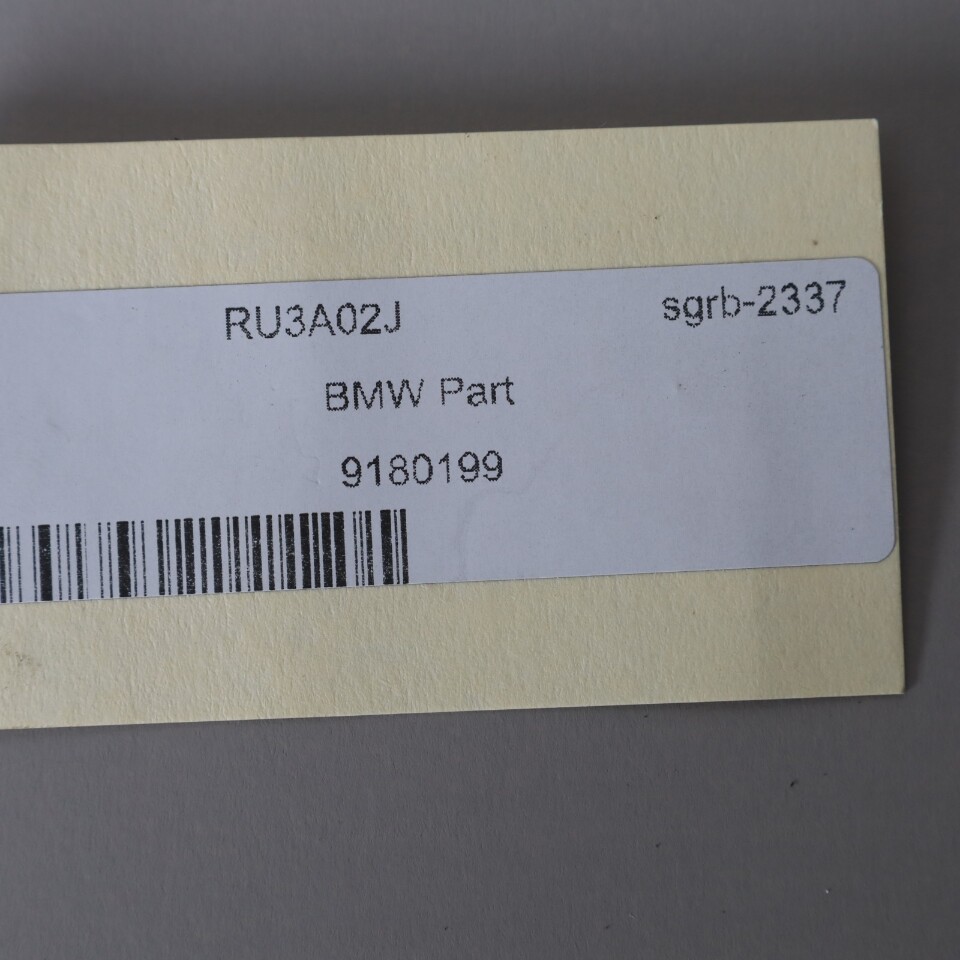 RU3A02J sgrb-2337
BMW Part
9180199